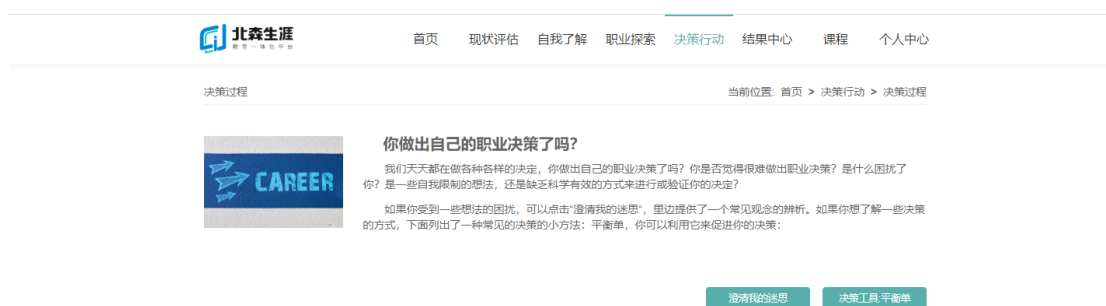 北森生涯
教育一体化平台
首页 现状评估 自我了解 职业探索 决策行动 结果中心 课程 个人中心
决策过程
当前位置: 首页 > 决策行动 > 决策过程
CAREER
你做出自己的职业决策了吗?
我们天天都在做各种各样的决定，你做出自己的职业决策了吗? 你是否觉得很难做出职业决策? 是什么困扰了
你? 是一些自我限制的想法，还是缺乏科学有效的方式来进行或验证你的决定?
如果你受到一些想法的困扰，可以点击"澄清我的迷思"，里边提供了一个常见观念的辨析。如果你想了解一些决策
的方式，下面列出了一种常见的决策的小方法：平衡单，你可以利用它来促进你的决策：
澄清我的迷思
决策工具:平衡单